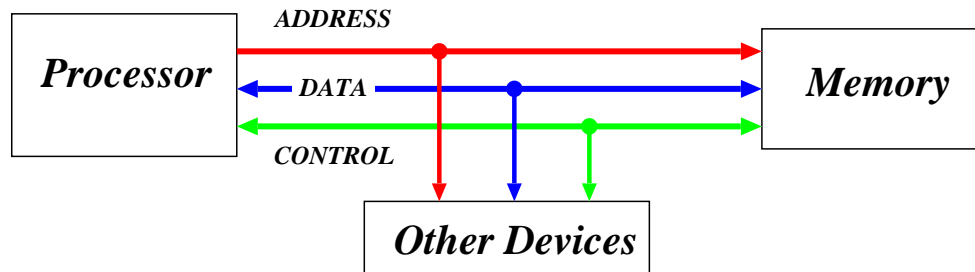 ADDRESS
Processor
DATA
Memory
CONTROL
Other Devices